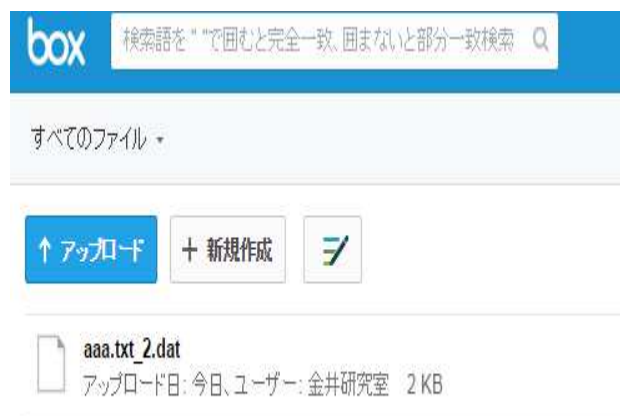 box
検索語を " "で囲むと完全一致、囲まないと部分一致検索
すべてのファイル
アップロード
新規作成
aaa.txt_2.dat
アップロード日: 今日、ユーザー: 金井研究室 2 KB